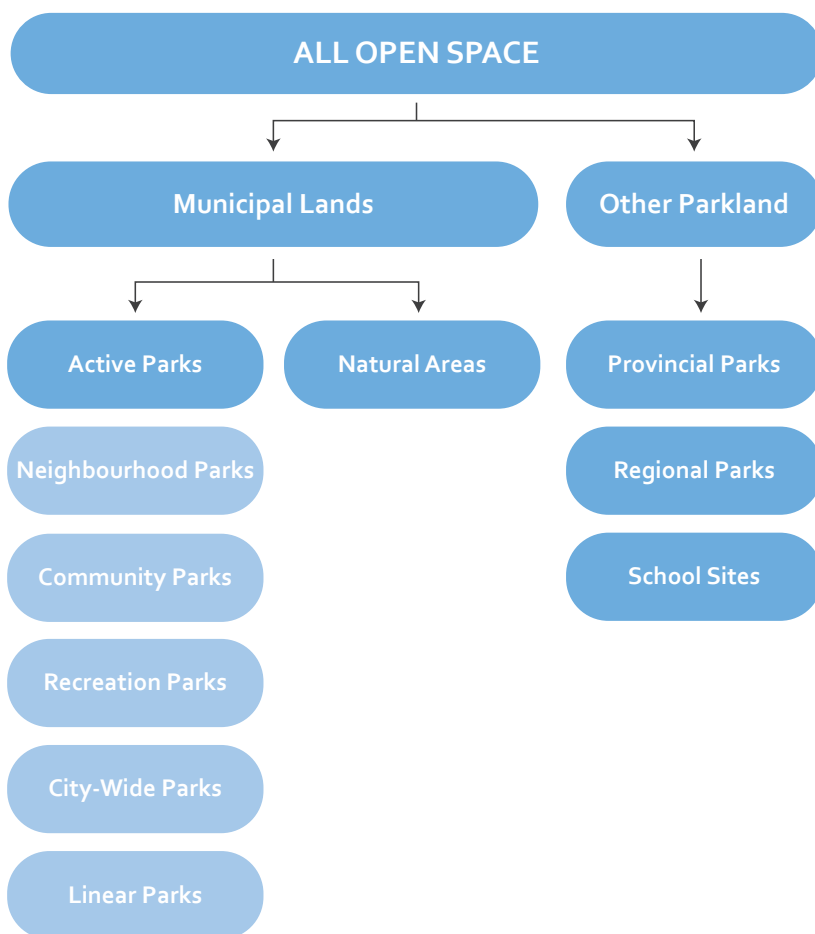 ALL OPEN SPACE
Municipal Lands
Other Parkland
Active Parks
Natural Areas
Provincial Parks
Neighbourhood Parks
Regional Parks
Community Parks
School Sites
Recreation Parks
City-Wide Parks
Linear Parks